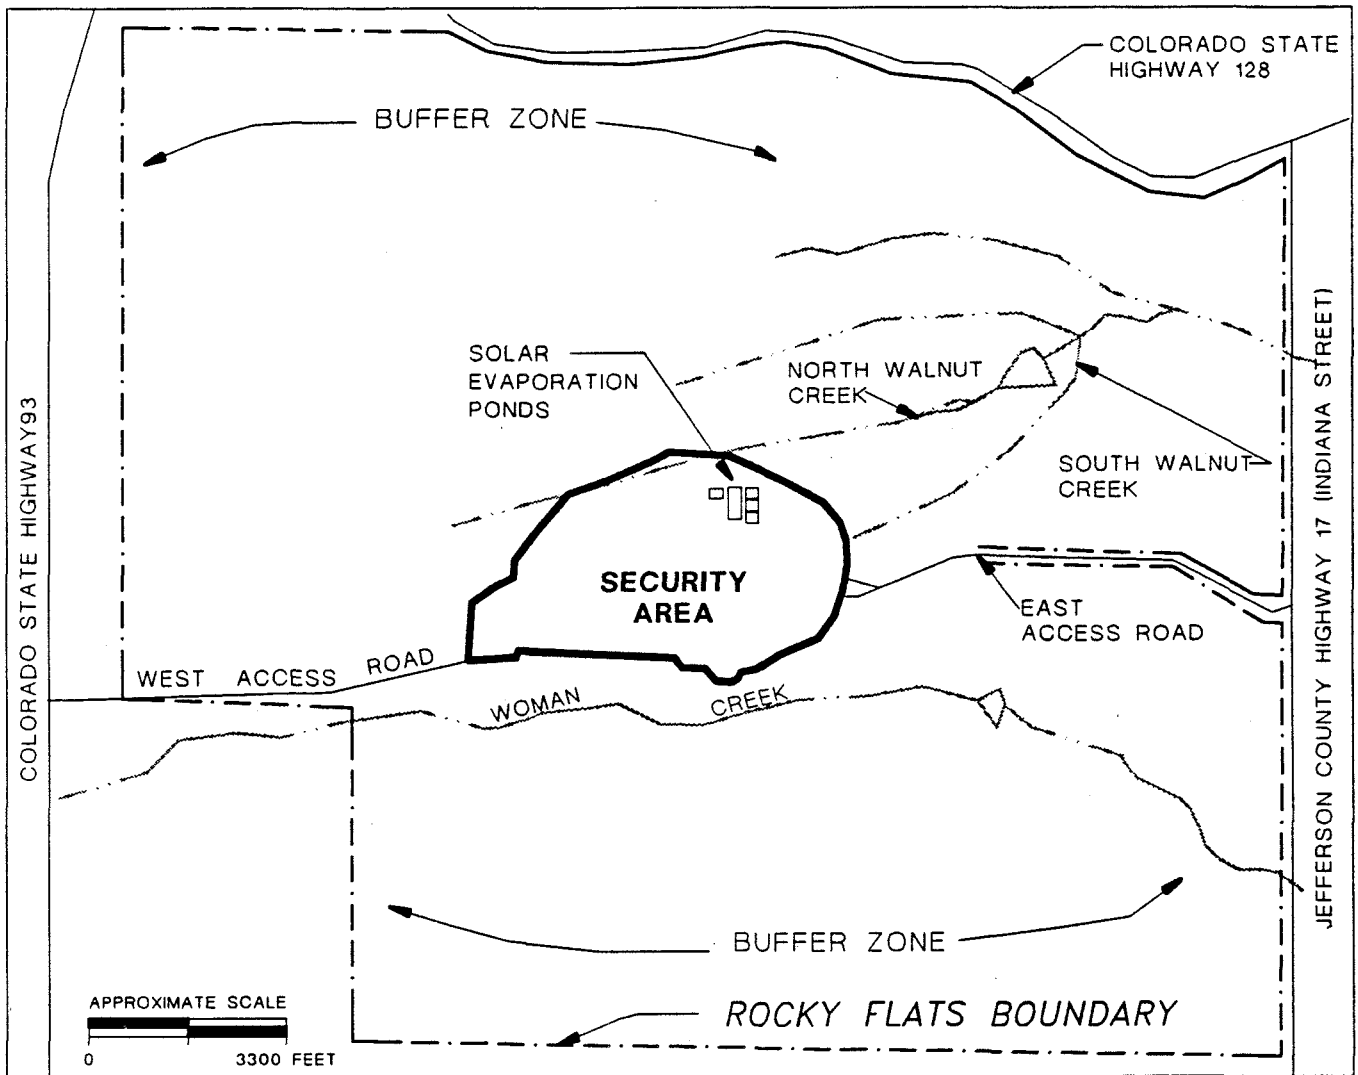 COLORADO STATE
HIGHWAY 128
BUFFER ZONE
SOLAR
EVAPORATION
PONDS
NORTH WALNUT
CREEK
SOUTH WALNUT
CREEK
SECURITY
AREA
EAST
ACCESS ROAD
WEST ACCESS ROAD
WOMAN CREEK
BUFFER ZONE
ROCKY FLATS BOUNDARY
APPROXIMATE SCALE
0 3300 FEET
COLORADO STATE HIGHWAY93
JEFFERSON COUNTY HIGHWAY 17 (INDIANA STREET)